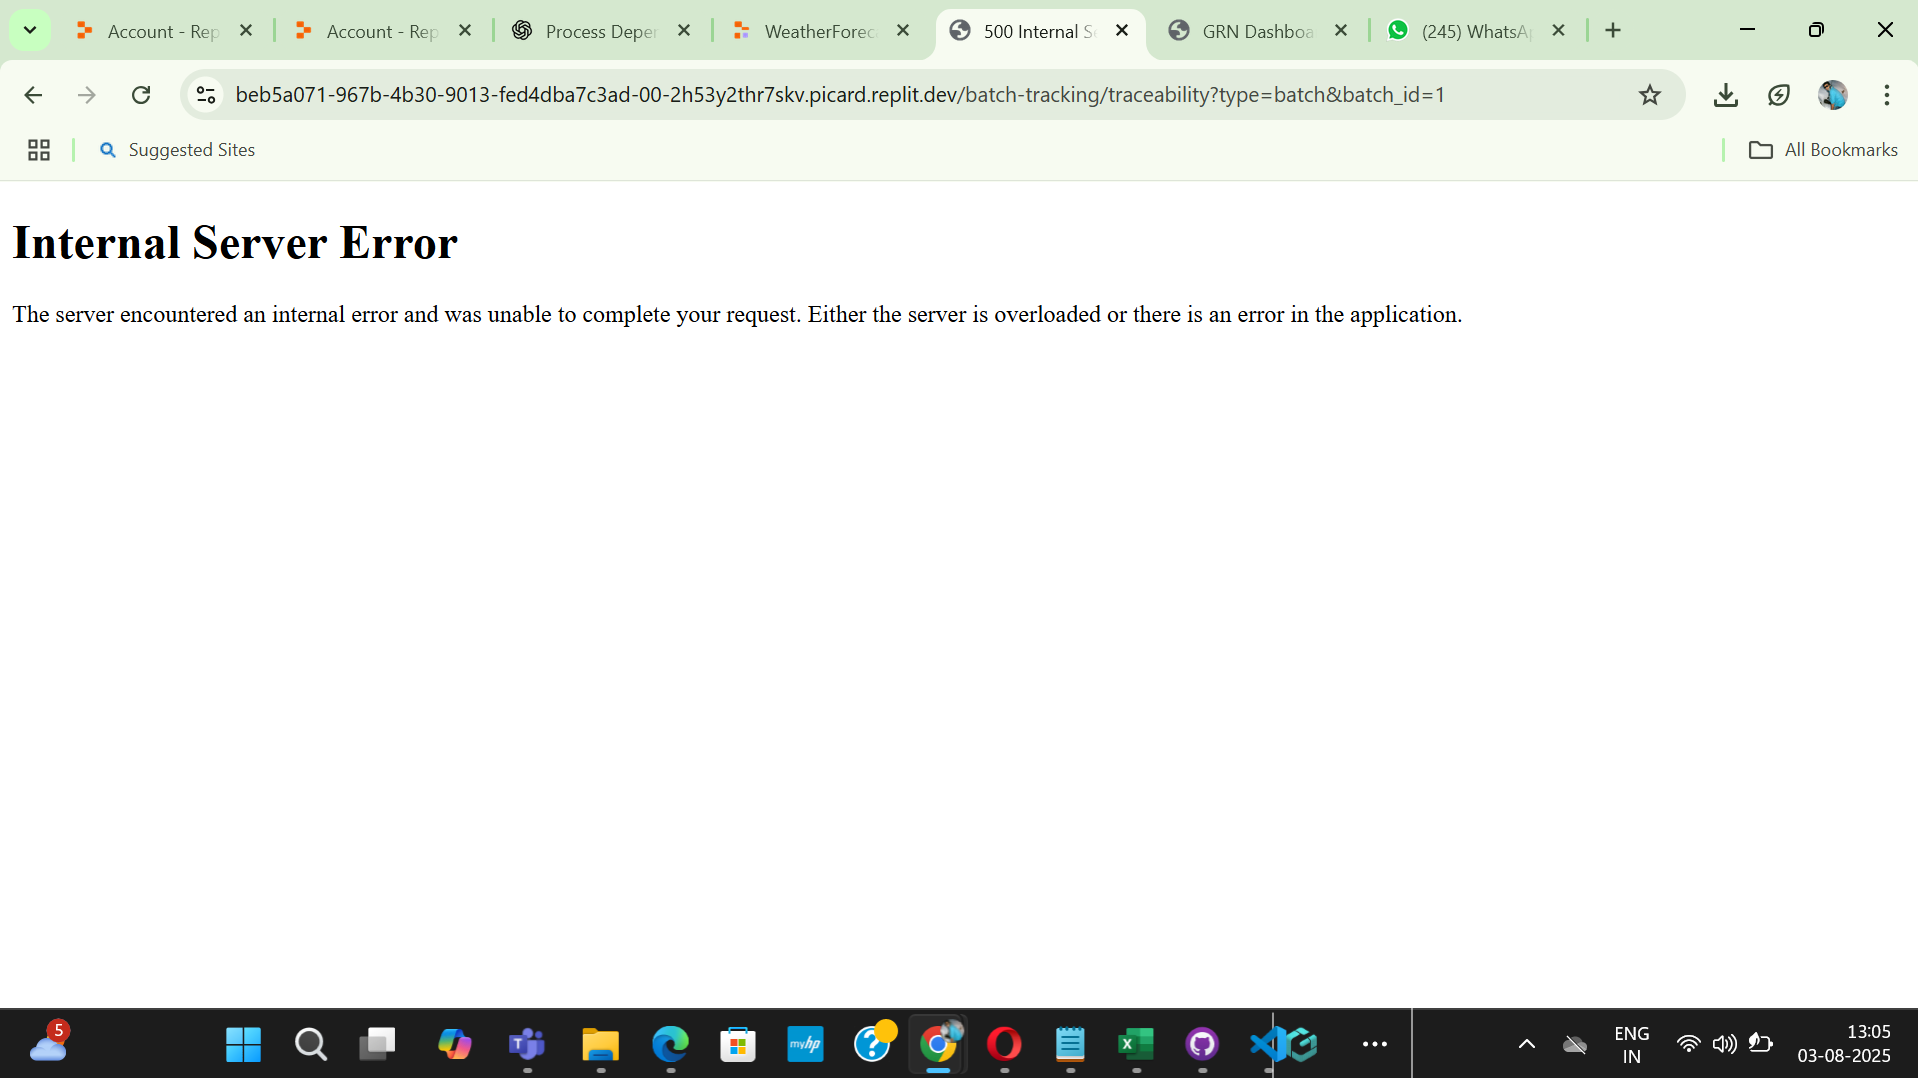 Account - Rep
Account - Rep
Process Deper
WeatherForec
500 Internal Se
GRN Dashboa
(245) WhatsAp
beb5a071-967b-4b30-9013-fed4dba7c3ad-00-2h53y2thr7skv.picard.replit.dev/batch-tracking/traceability?type=batch&batch_id=1
Suggested Sites
All Bookmarks
Internal Server Error
The server encountered an internal error and was unable to complete your request. Either the server is overloaded or there is an error in the application.
5
myhp
ENG
IN
13:05
03-08-2025